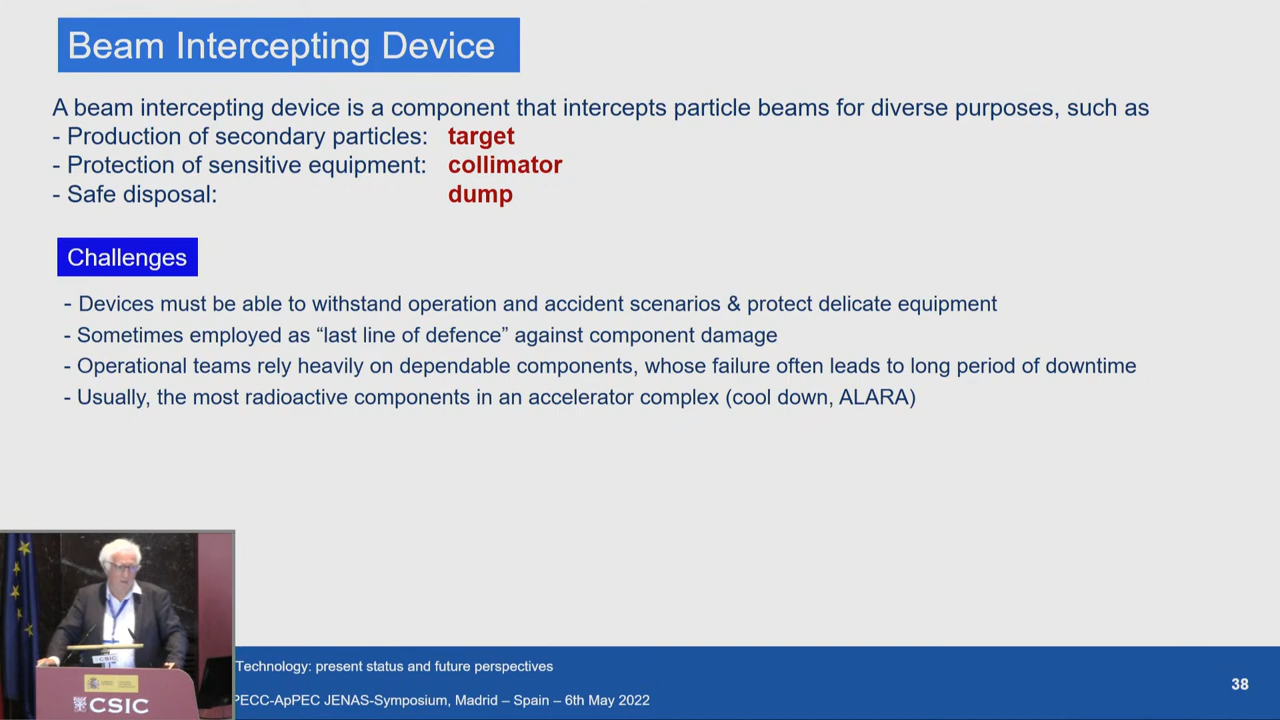 Beam Intercepting Device
A beam intercepting device is a component that intercepts particle beams for diverse purposes, such as
- Production of secondary particles: target
- Protection of sensitive equipment: collimator
- Safe disposal: dump
Challenges
- Devices must be able to withstand operation and accident scenarios & protect delicate equipment
- Sometimes employed as “last line of defence” against component damage
- Operational teams rely heavily on dependable components, whose failure often leads to long period of downtime
- Usually, the most radioactive components in an accelerator complex (cool down, ALARA)
Technology: present status and future perspectives
PECC-ApPEC JENAS-Symposium, Madrid – Spain – 6th May 2022
38
CSIC
CSIC